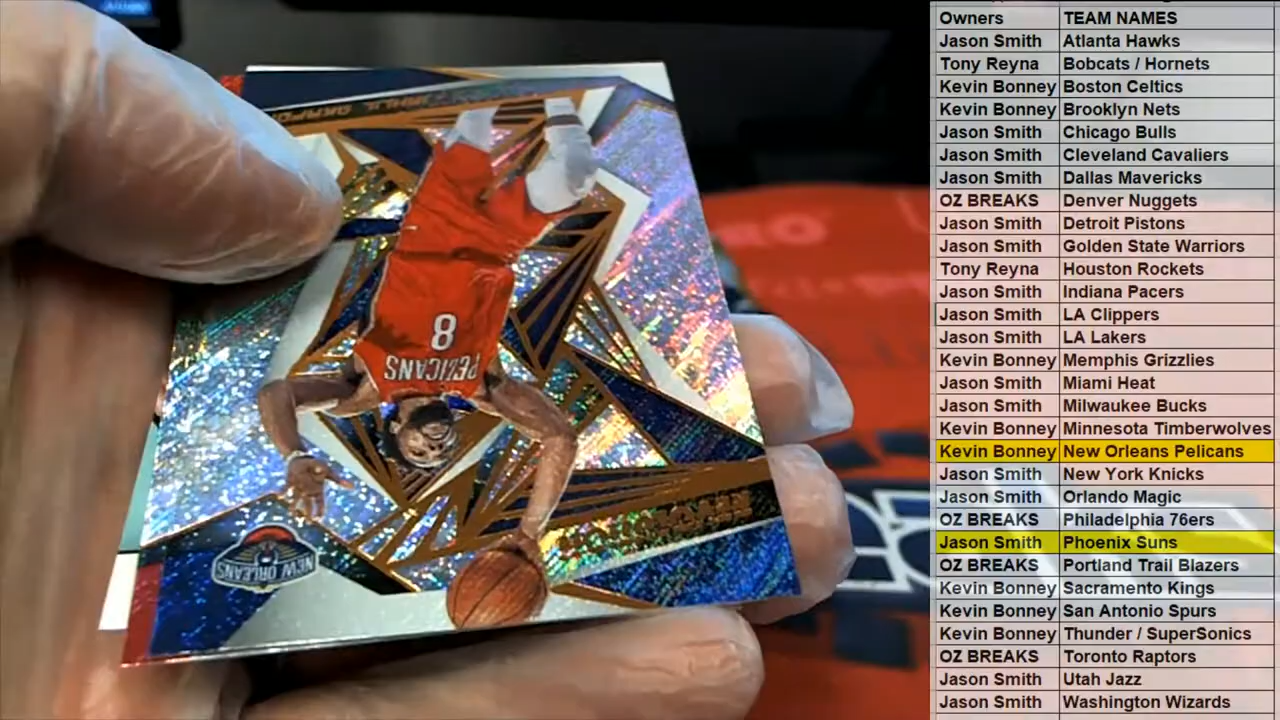 JAHLIL OKAFOR
8
PELICANS
NEW ORLEANS
REVOLUTION
Owners TEAM NAMES
Jason Smith Atlanta Hawks
Tony Reyna Bobcats / Hornets
Kevin Bonney Boston Celtics
Kevin Bonney Brooklyn Nets
Jason Smith Chicago Bulls
Jason Smith Cleveland Cavaliers
Jason Smith Dallas Mavericks
OZ BREAKS Denver Nuggets
Jason Smith Detroit Pistons
Jason Smith Golden State Warriors
Tony Reyna Houston Rockets
Jason Smith Indiana Pacers
Jason Smith LA Clippers
Jason Smith LA Lakers
Kevin Bonney Memphis Grizzlies
Jason Smith Miami Heat
Jason Smith Milwaukee Bucks
Kevin Bonney Minnesota Timberwolves
Kevin Bonney New Orleans Pelicans
Jason Smith New York Knicks
Jason Smith Orlando Magic
OZ BREAKS Philadelphia 76ers
Jason Smith Phoenix Suns
OZ BREAKS Portland Trail Blazers
Kevin Bonney Sacramento Kings
Kevin Bonney San Antonio Spurs
Kevin Bonney Thunder / SuperSonics
OZ BREAKS Toronto Raptors
Jason Smith Utah Jazz
Jason Smith Washington Wizards